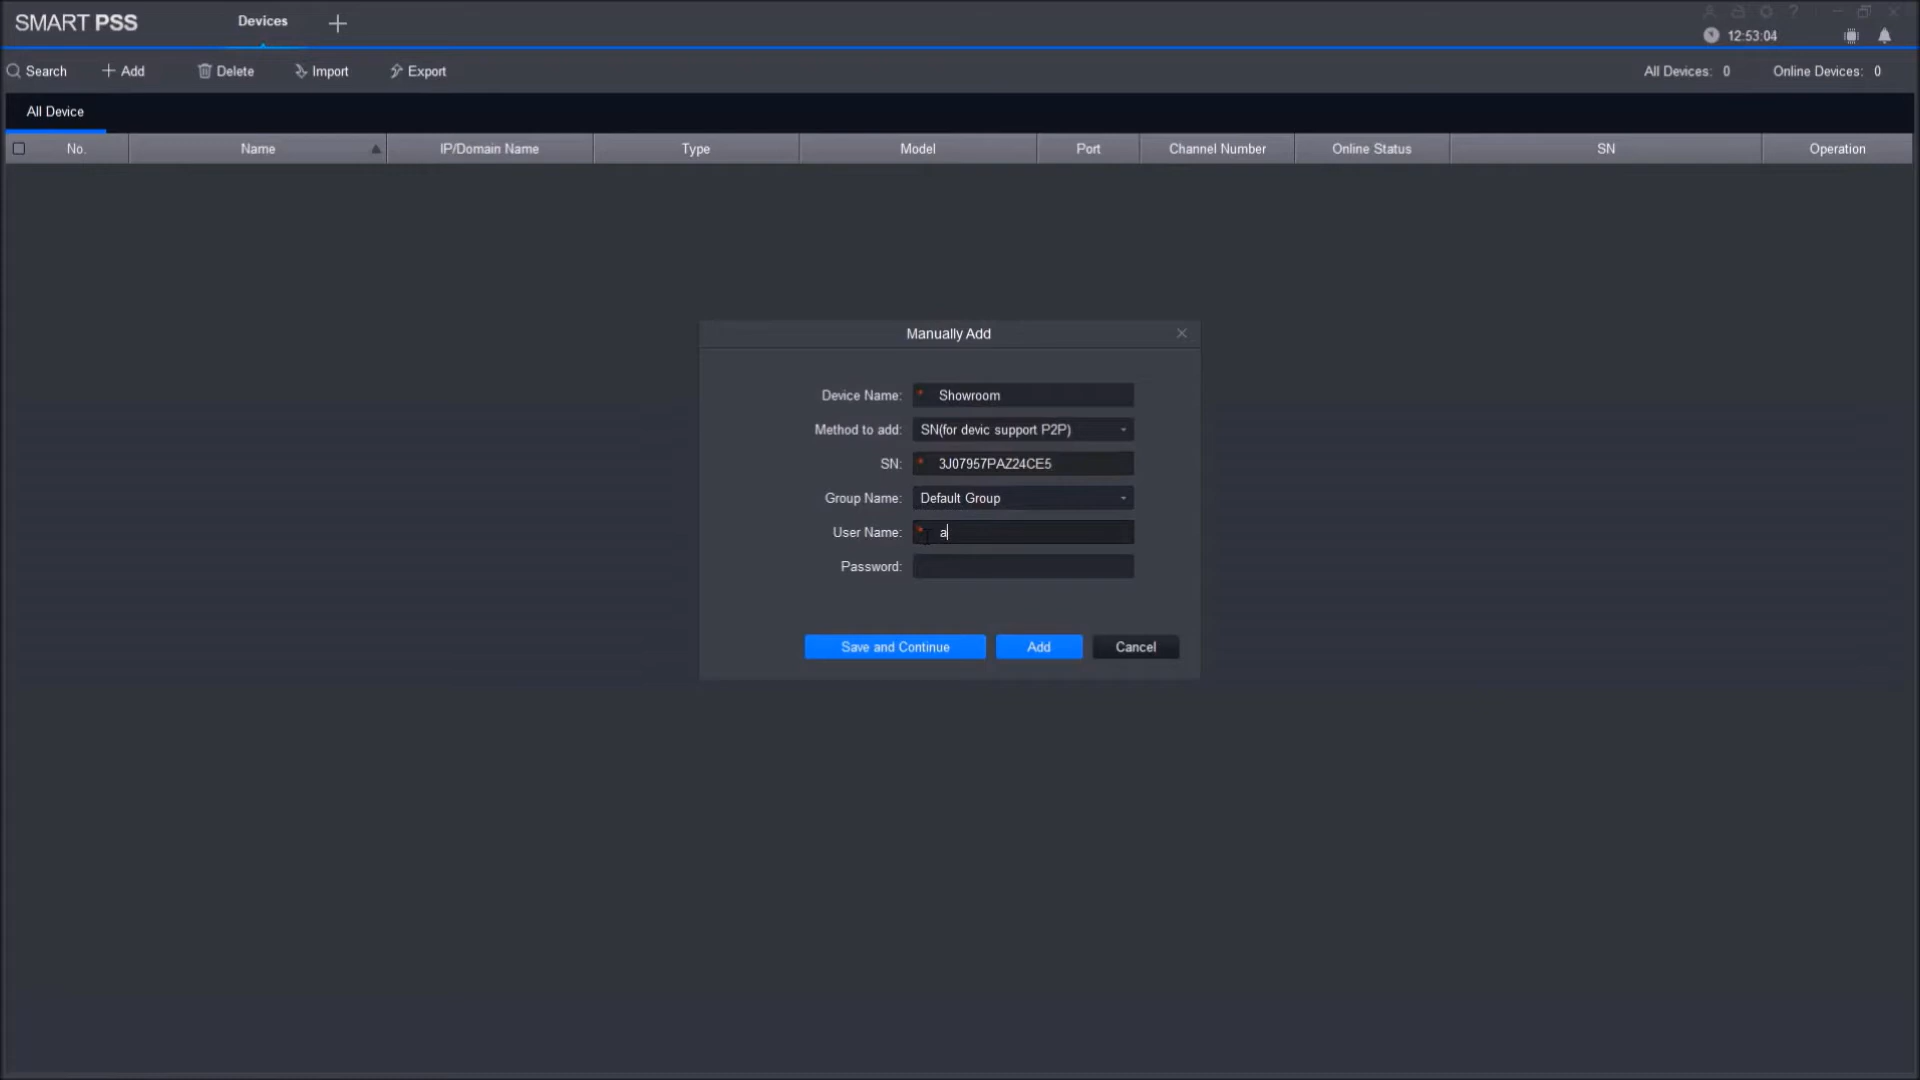 SMART PSS
Devices
12:53:04
Search
Add
Delete
Import
Export
All Devices: 0
Online Devices: 0
All Device
No.
Name
IP/Domain Name
Type
Model
Port
Channel Number
Online Status
SN
Operation
Manually Add
Device Name: * Showroom
Method to add: SN(for devic support P2P)
SN: * 3J07957PAZ24CE5
Group Name: Default Group
User Name: * a
Password:
Save and Continue
Add
Cancel